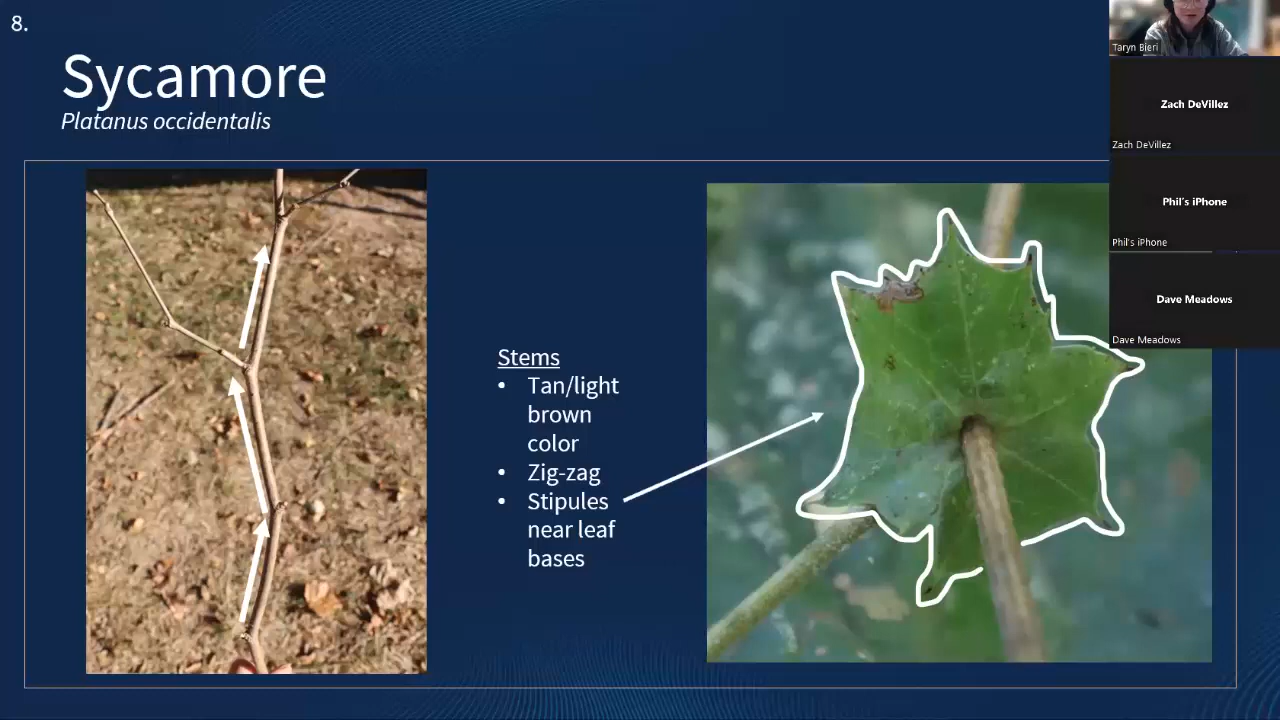 8.
Sycamore
Platanus occidentalis
Stems
• Tan/light
brown
color
• Zig-zag
• Stipules
near leaf
bases
Taryn Bieri
Zach DeVillez
Zach DeVillez
Phil's iPhone
Phil's iPhone
Dave Meadows
Dave Meadows